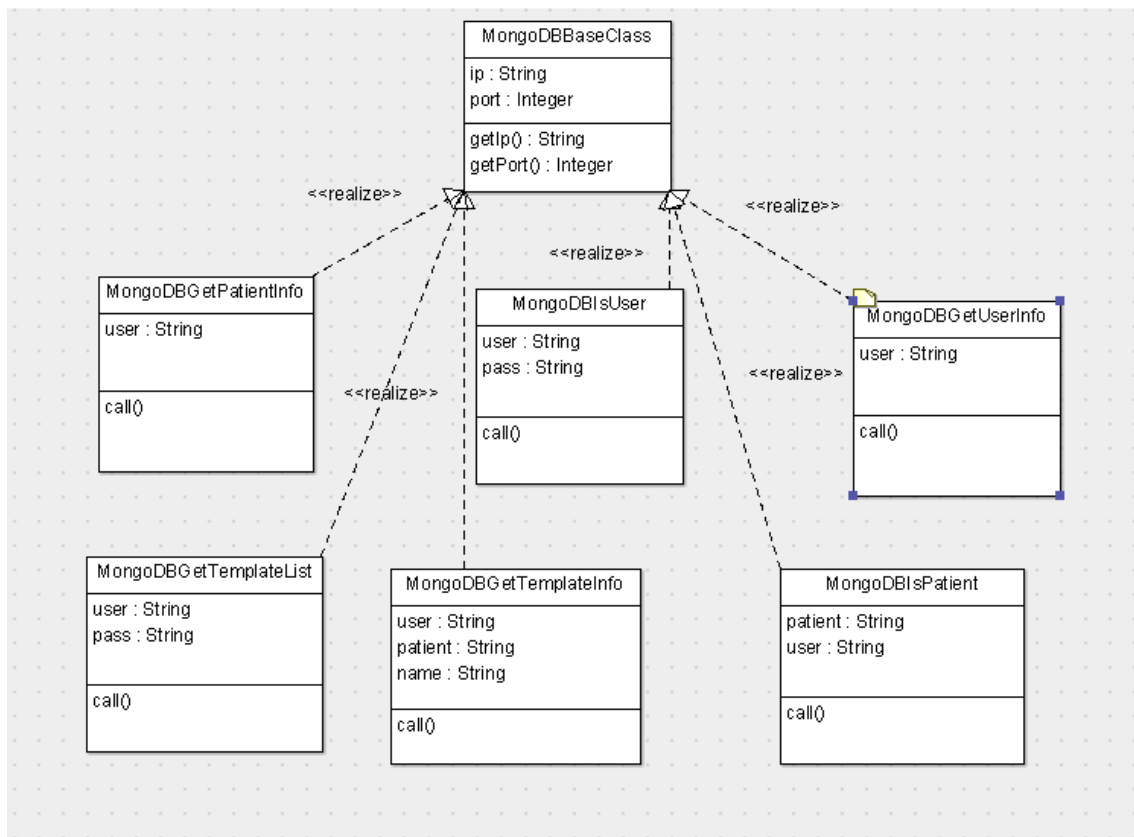 MongoDBBaseClass
ip : String
port : Integer
getIp() : String
getPort() : Integer
<<realize>>
<<realize>>
<<realize>>
MongoDBGetPatientInfo
user : String
call()
MongoDBIsUser
user : String
pass : String
call()
MongoDBGetUserInfo
user : String
call()
<<realize>>
<<realize>>
MongoDBGetTemplateList
user : String
pass : String
call()
MongoDBGetTemplateInfo
user : String
patient : String
name : String
call()
MongoDBIsPatient
patient : String
user : String
call()